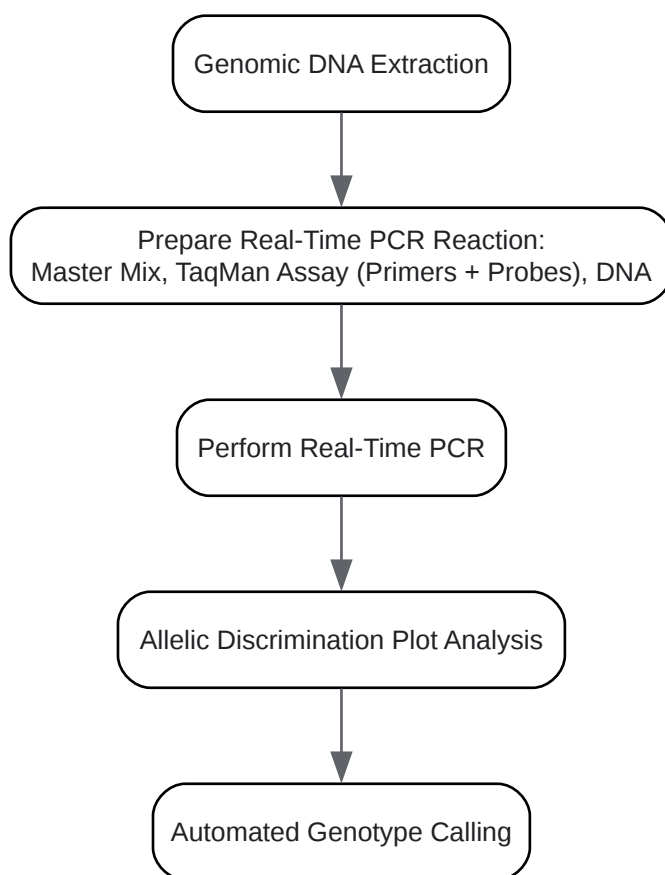 Genomic DNA Extraction
Prepare Real-Time PCR Reaction:
Master Mix, TaqMan Assay (Primers + Probes), DNA
Perform Real-Time PCR
Allelic Discrimination Plot Analysis
Automated Genotype Calling